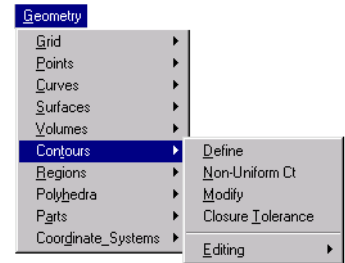 Geometry
Grid
Points
Curves
Surfaces
Volumes
Contours
Regions
Polyhedra
Parts
Coordinate_Systems
Define
Non-Uniform Ct
Modify
Closure Tolerance
Editing